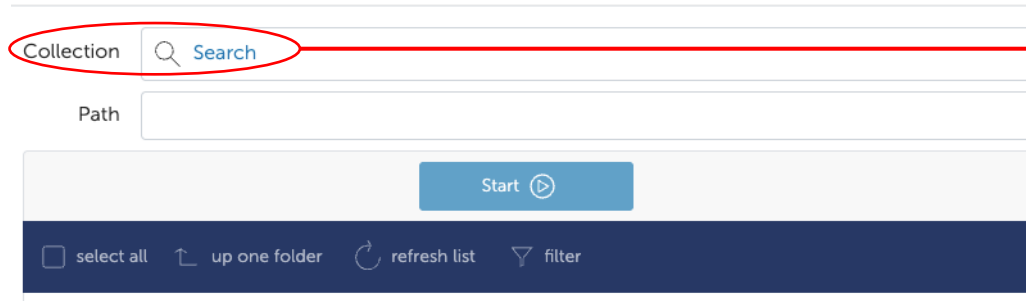 Collection Search
Path
Start
select all up one folder refresh list filter